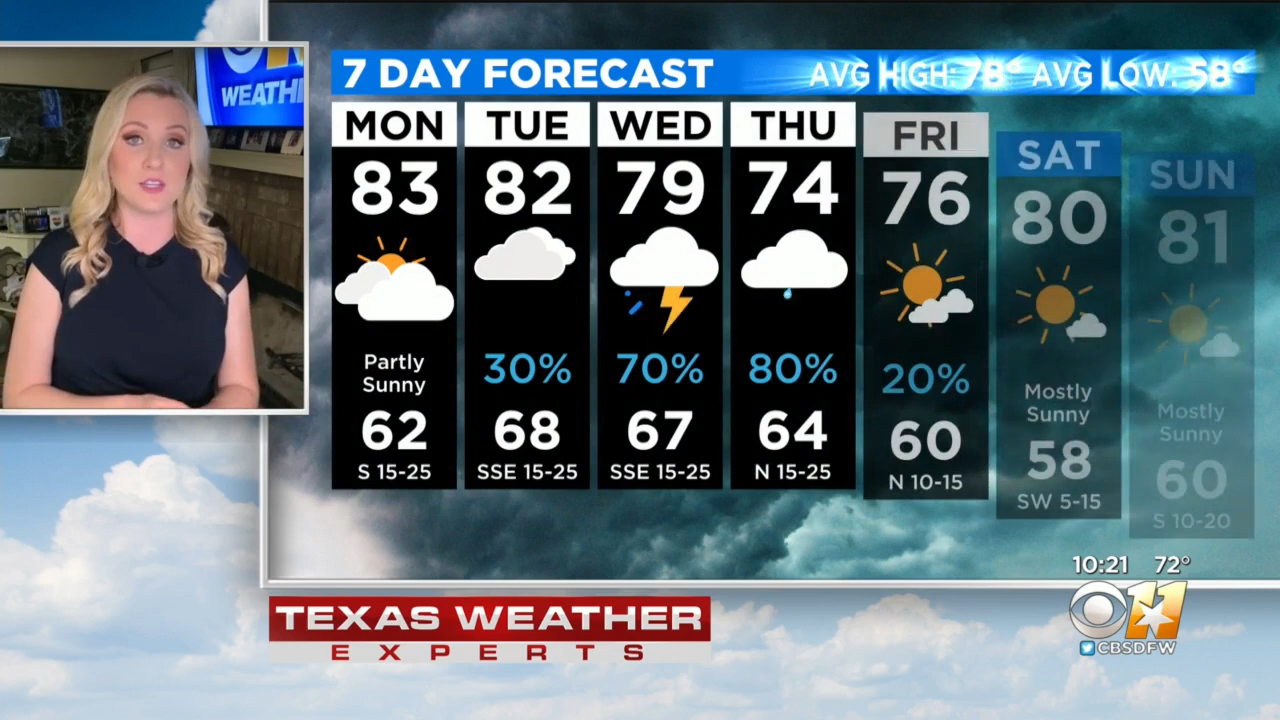 WEATH
7 DAY FORECAST
AVG HIGH: 78° AVG LOW: 58°
MON
83
Partly
Sunny
62
S 15-25
TUE
82
30%
68
SSE 15-25
WED
79
70%
67
SSE 15-25
THU
74
80%
64
N 15-25
FRI
76
20%
60
N 10-15
SAT
80
Mostly
Sunny
58
SW 5-15
SUN
81
Mostly
Sunny
60
S 10-20
10:21 72°
11
CBSDFW
TEXAS WEATHER
EXPERTS